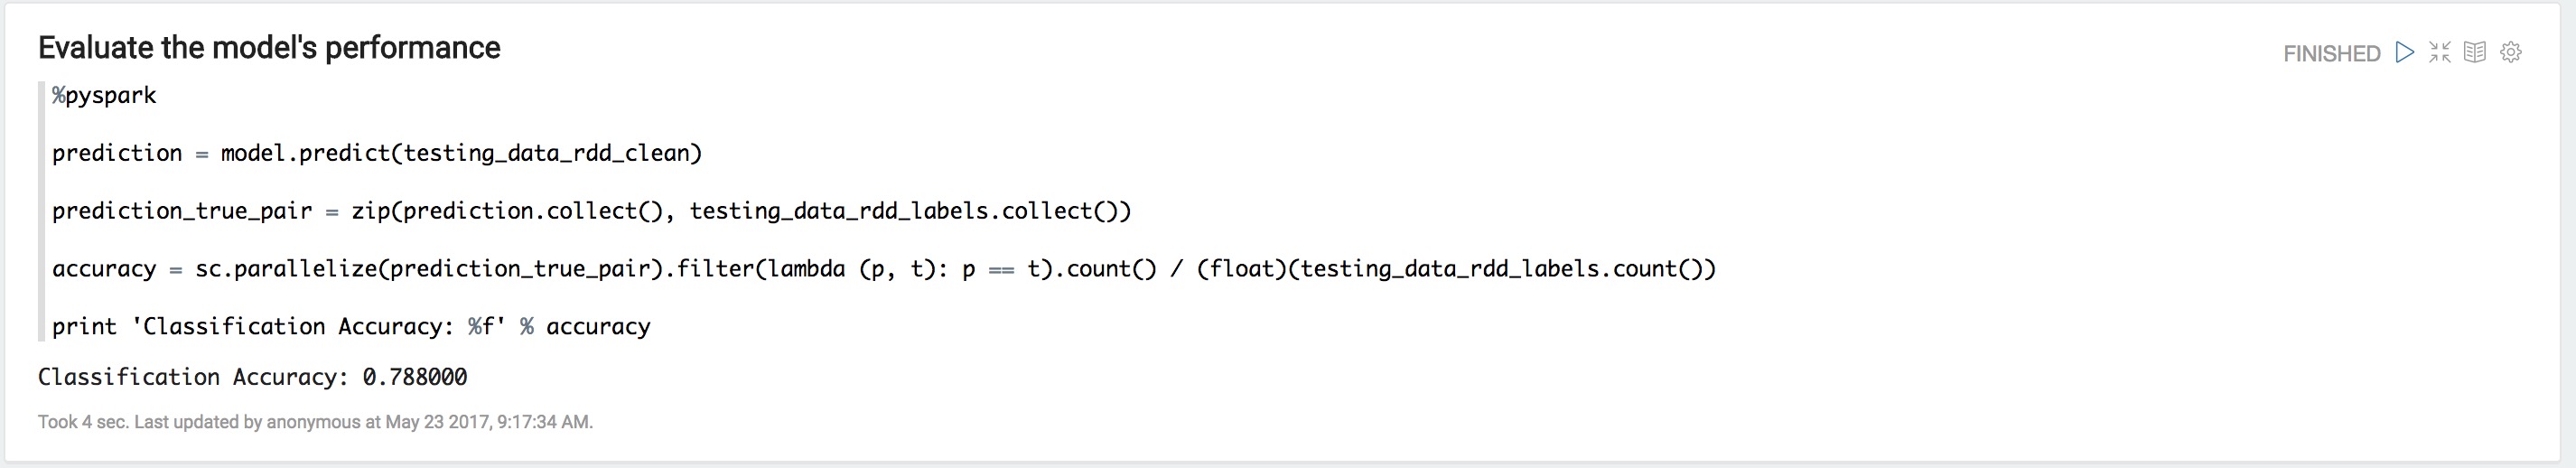 Evaluate the model's performance
FINISHED
%pyspark
prediction = model.predict(testing_data_rdd_clean)
prediction_true_pair = zip(prediction.collect(), testing_data_rdd_labels.collect())
accuracy = sc.parallelize(prediction_true_pair).filter(lambda (p, t): p == t).count() / (float)(testing_data_rdd_labels.count())
print 'Classification Accuracy: %f' % accuracy
Classification Accuracy: 0.788000
Took 4 sec. Last updated by anonymous at May 23 2017, 9:17:34 AM.